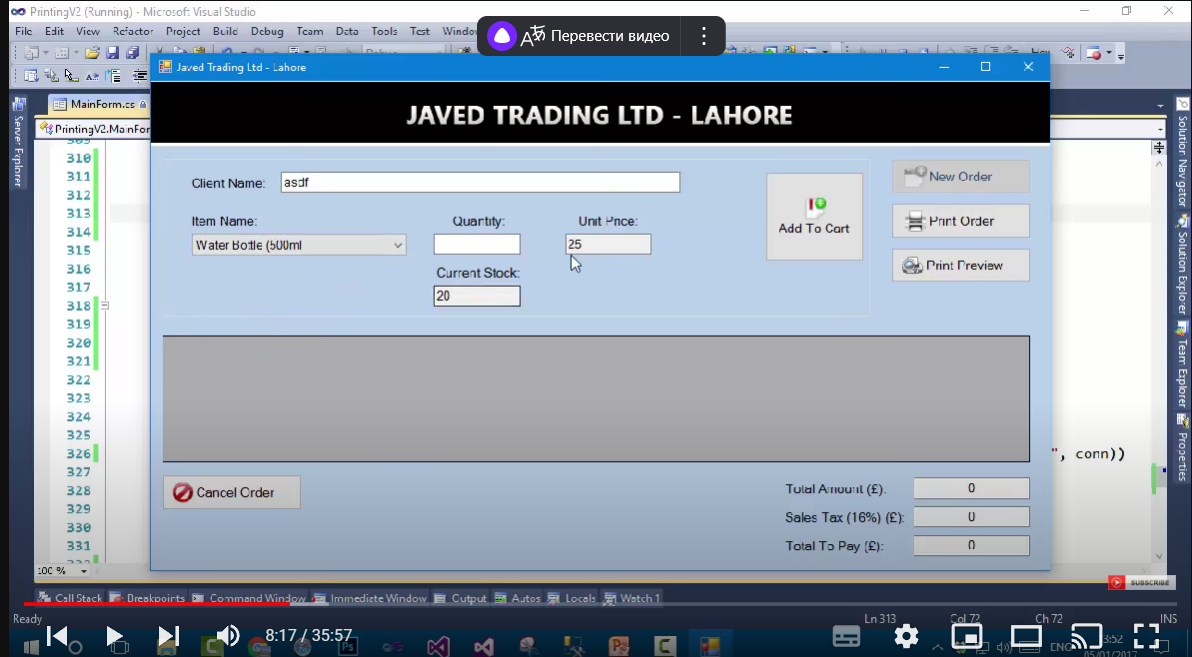 PrintingV2 (Running) - Microsoft Visual Studio
File Edit View Refactor Project Build Debug Team Data Tools Test Window
Перевести видео
Javed Trading Ltd - Lahore
MainForm.cs
PrintingV2.MainFor
JAVED TRADING LTD - LAHORE
Server Explorer
Solution Navigator
Solution Explorer
Team Explorer
Properties
Client Name: asdf
New Order
Item Name: Quantity: Unit Price:
Add To Cart
Print Order
Water Bottle (500ml 25
Print Preview
Current Stock:
20
310
311
312
313
314
315
316
317
318
319
320
321
322
323
324
325
326 ", conn))
327
328
329
330
331
Cancel Order
Total Amount (£): 0
Sales Tax (16%) (£): 0
Total To Pay (£): 0
100 %
SUBSCRIBE
Call Stack Breakpoints Command Window Immediate Window Output Autos Locals Watch 1
Ready Ln 313 Col 72 Ch 72 INS
8:17 / 35:57
ENG
05/01/2017